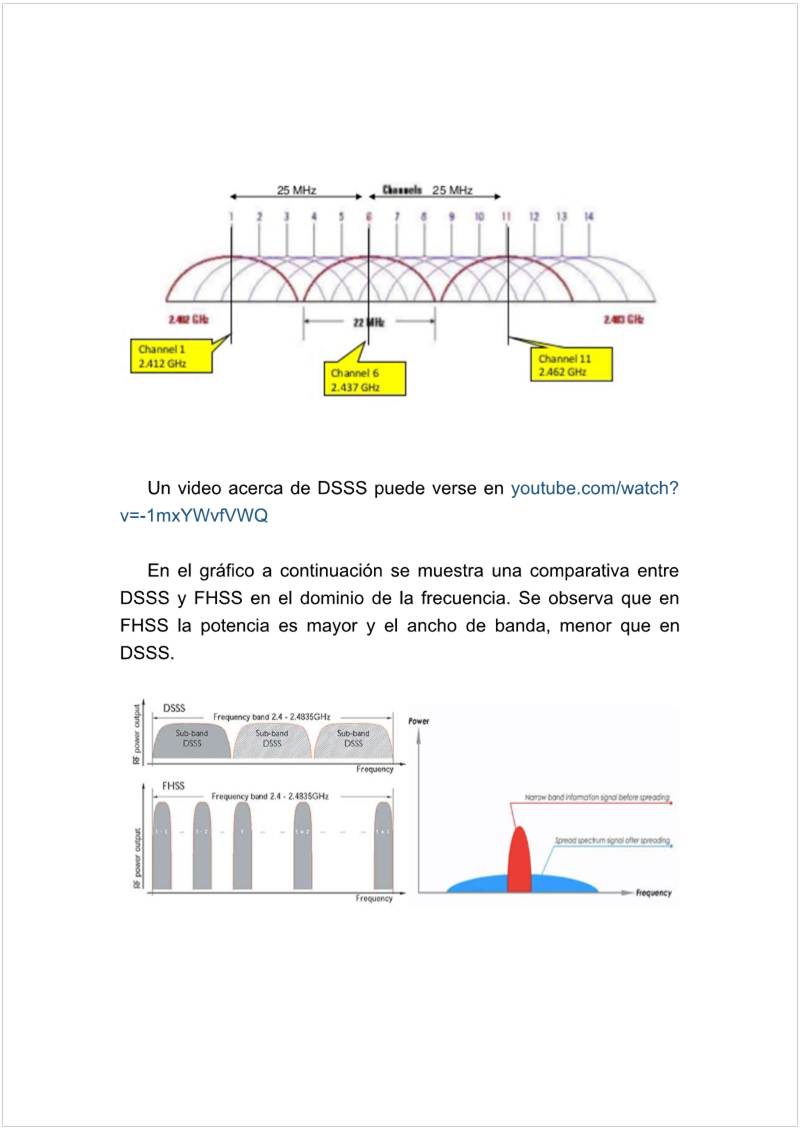 25 MHz Channels 25 MHz
1 2 3 4 5 6 7 8 9 10 11 12 13 14
2.402 GHz 22 MHz 2.483 GHz
Channel 1
2.412 GHz
Channel 6
2.437 GHz
Channel 11
2.462 GHz
Un video acerca de DSSS puede verse en youtube.com/watch?
v=-1mxYWvfVWQ
En el gráfico a continuación se muestra una comparativa entre
DSSS y FHSS en el dominio de la frecuencia. Se observa que en
FHSS la potencia es mayor y el ancho de banda, menor que en
DSSS.
RF power output
DSSS
Frequency band 2.4 - 2.4835GHz
Sub-band Sub-band Sub-band
DSSS DSSS DSSS
Frequency
RF power output
FHSS
Frequency band 2.4 - 2.4835GHz
Frequency
Power
Narrow band information signal before spreading
Spread spectrum signal after spreading
Frequency